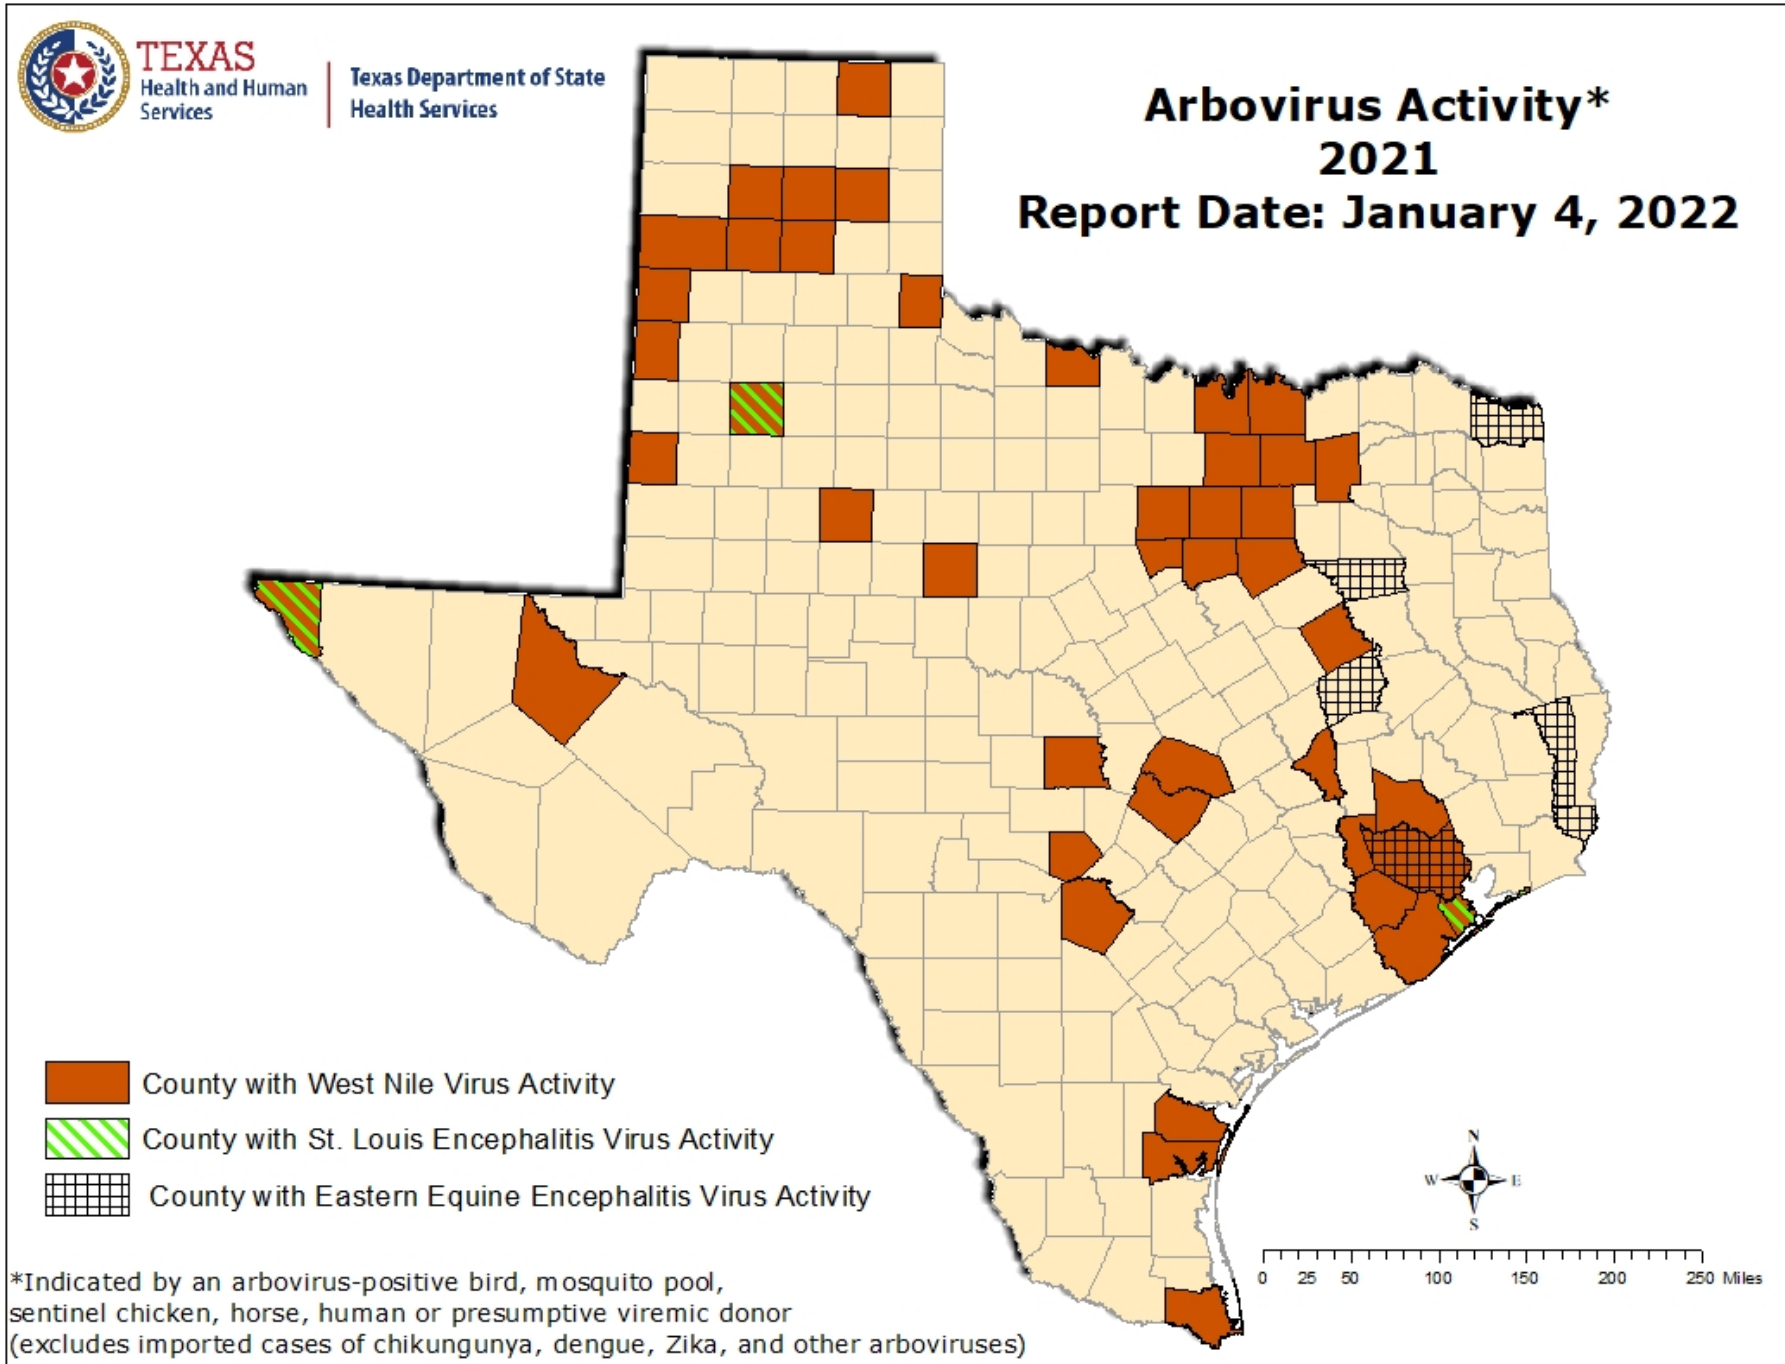 TEXAS
Health and Human
Services
Texas Department of State
Health Services
Arbovirus Activity*
2021
Report Date: January 4, 2022
County with West Nile Virus Activity
County with St. Louis Encephalitis Virus Activity
County with Eastern Equine Encephalitis Virus Activity
*Indicated by an arbovirus-positive bird, mosquito pool,
sentinel chicken, horse, human or presumptive viremic donor
(excludes imported cases of chikungunya, dengue, Zika, and other arboviruses)
N
W E
S
0 25 50 100 150 200 250 Miles